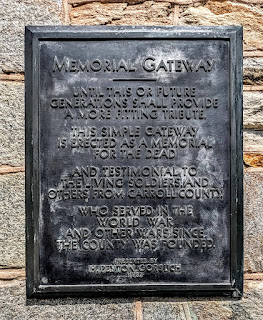 MEMORIAL GATEWAY
UNTIL THIS OR FUTURE
GENERATIONS SHALL PROVIDE
A MORE FITTING TRIBUTE.
THIS SIMPLE GATEWAY
IS ERECTED AS A MEMORIAL
FOR THE DEAD
AND TESTIMONIAL TO
THE LIVING SOLDIERS, AND
OTHERS FROM CARROLL COUNTY
WHO SERVED IN THE
WORLD WAR
AND OTHER WARS SINCE
THE COUNTY WAS FOUNDED.
PRESENTED BY